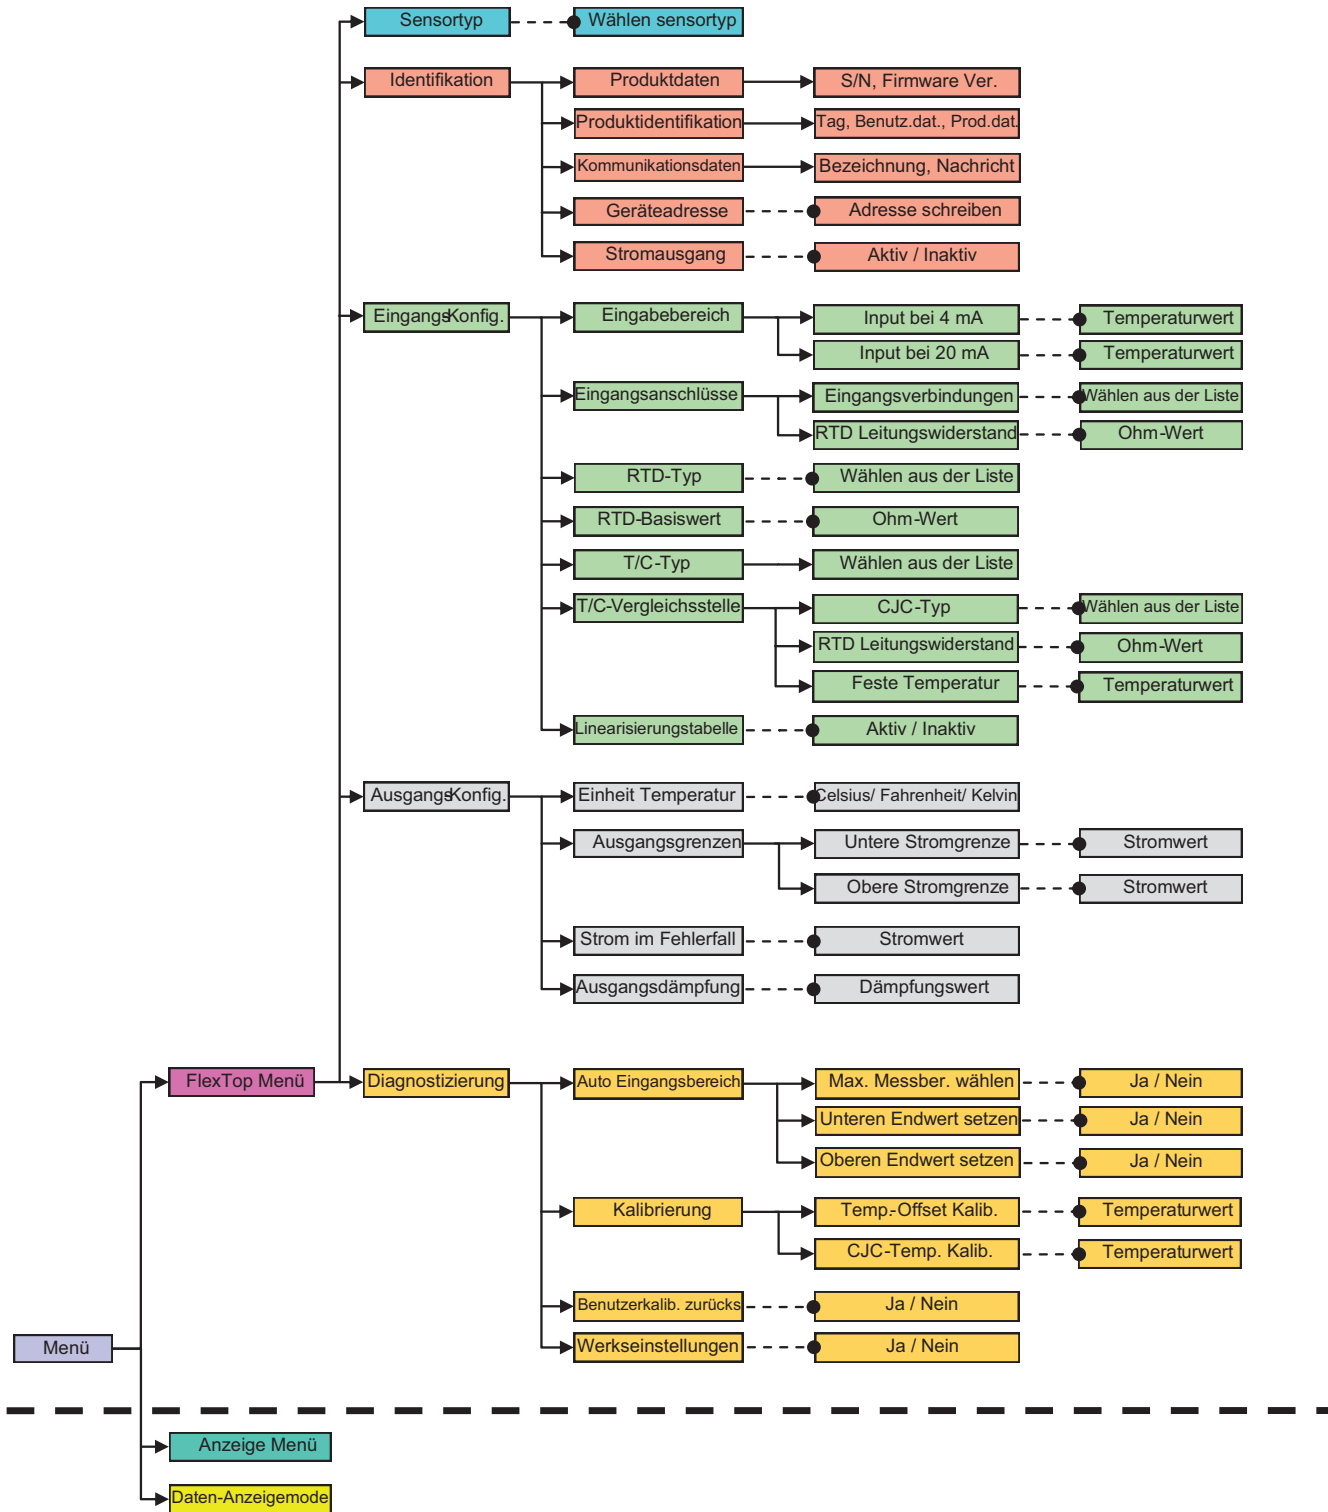 Sensortyp
Wählen sensortyp
Identifikation
Produktdaten
S/N, Firmware Ver.
Produktidentifikation
Tag, Benutz.dat., Prod.dat.
Kommunikationsdaten
Bezeichnung, Nachricht
Geräteadresse
Adresse schreiben
Stromausgang
Aktiv / Inaktiv
EingangsKonfig.
Eingabebereich
Input bei 4 mA
Temperaturwert
Input bei 20 mA
Temperaturwert
Eingangsanschlüsse
Eingangsverbindungen
Wählen aus der Liste
RTD Leitungswiderstand
Ohm-Wert
RTD-Typ
Wählen aus der Liste
RTD-Basiswert
Ohm-Wert
T/C-Typ
Wählen aus der Liste
T/C-Vergleichsstelle
CJC-Typ
Wählen aus der Liste
RTD Leitungswiderstand
Ohm-Wert
Feste Temperatur
Temperaturwert
Linearisierungstabelle
Aktiv / Inaktiv
AusgangsKonfig.
Einheit Temperatur
Celsius/ Fahrenheit/ Kelvin
Ausgangsgrenzen
Untere Stromgrenze
Stromwert
Obere Stromgrenze
Stromwert
Strom im Fehlerfall
Stromwert
Ausgangsdämpfung
Dämpfungswert
FlexTop Menü
Diagnostizierung
Auto Eingangsbereich
Max. Messber. wählen
Ja / Nein
Unteren Endwert setzen
Ja / Nein
Oberen Endwert setzen
Ja / Nein
Kalibrierung
Temp.-Offset Kalib.
Temperaturwert
CJC-Temp. Kalib.
Temperaturwert
Benutzerkalib. zurücks
Ja / Nein
Menü
Werkseinstellungen
Ja / Nein
Anzeige Menü
Daten-Anzeigemode